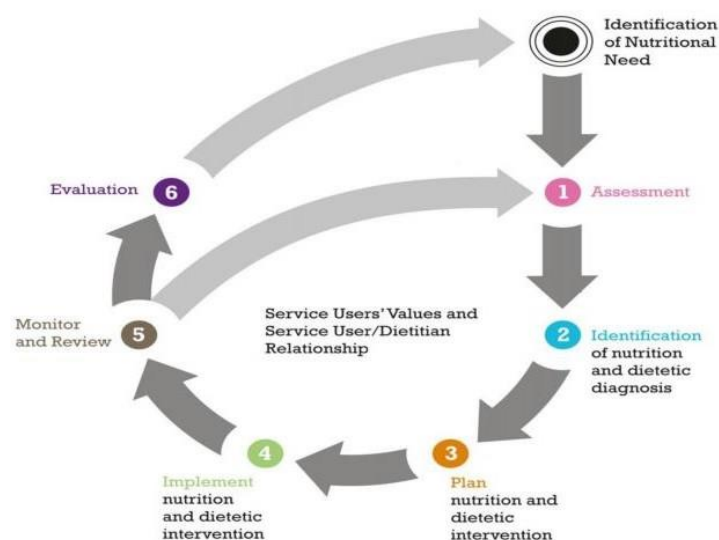 Identification
of Nutritional
Need
1 Assessment
2 Identification
of nutrition
and dietetic
diagnosis
3
Plan
nutrition and
dietetic
intervention
4
Implement
nutrition
and dietetic
intervention
Monitor
and Review 5
Evaluation 6
Service Users' Values and
Service User/Dietitian
Relationship